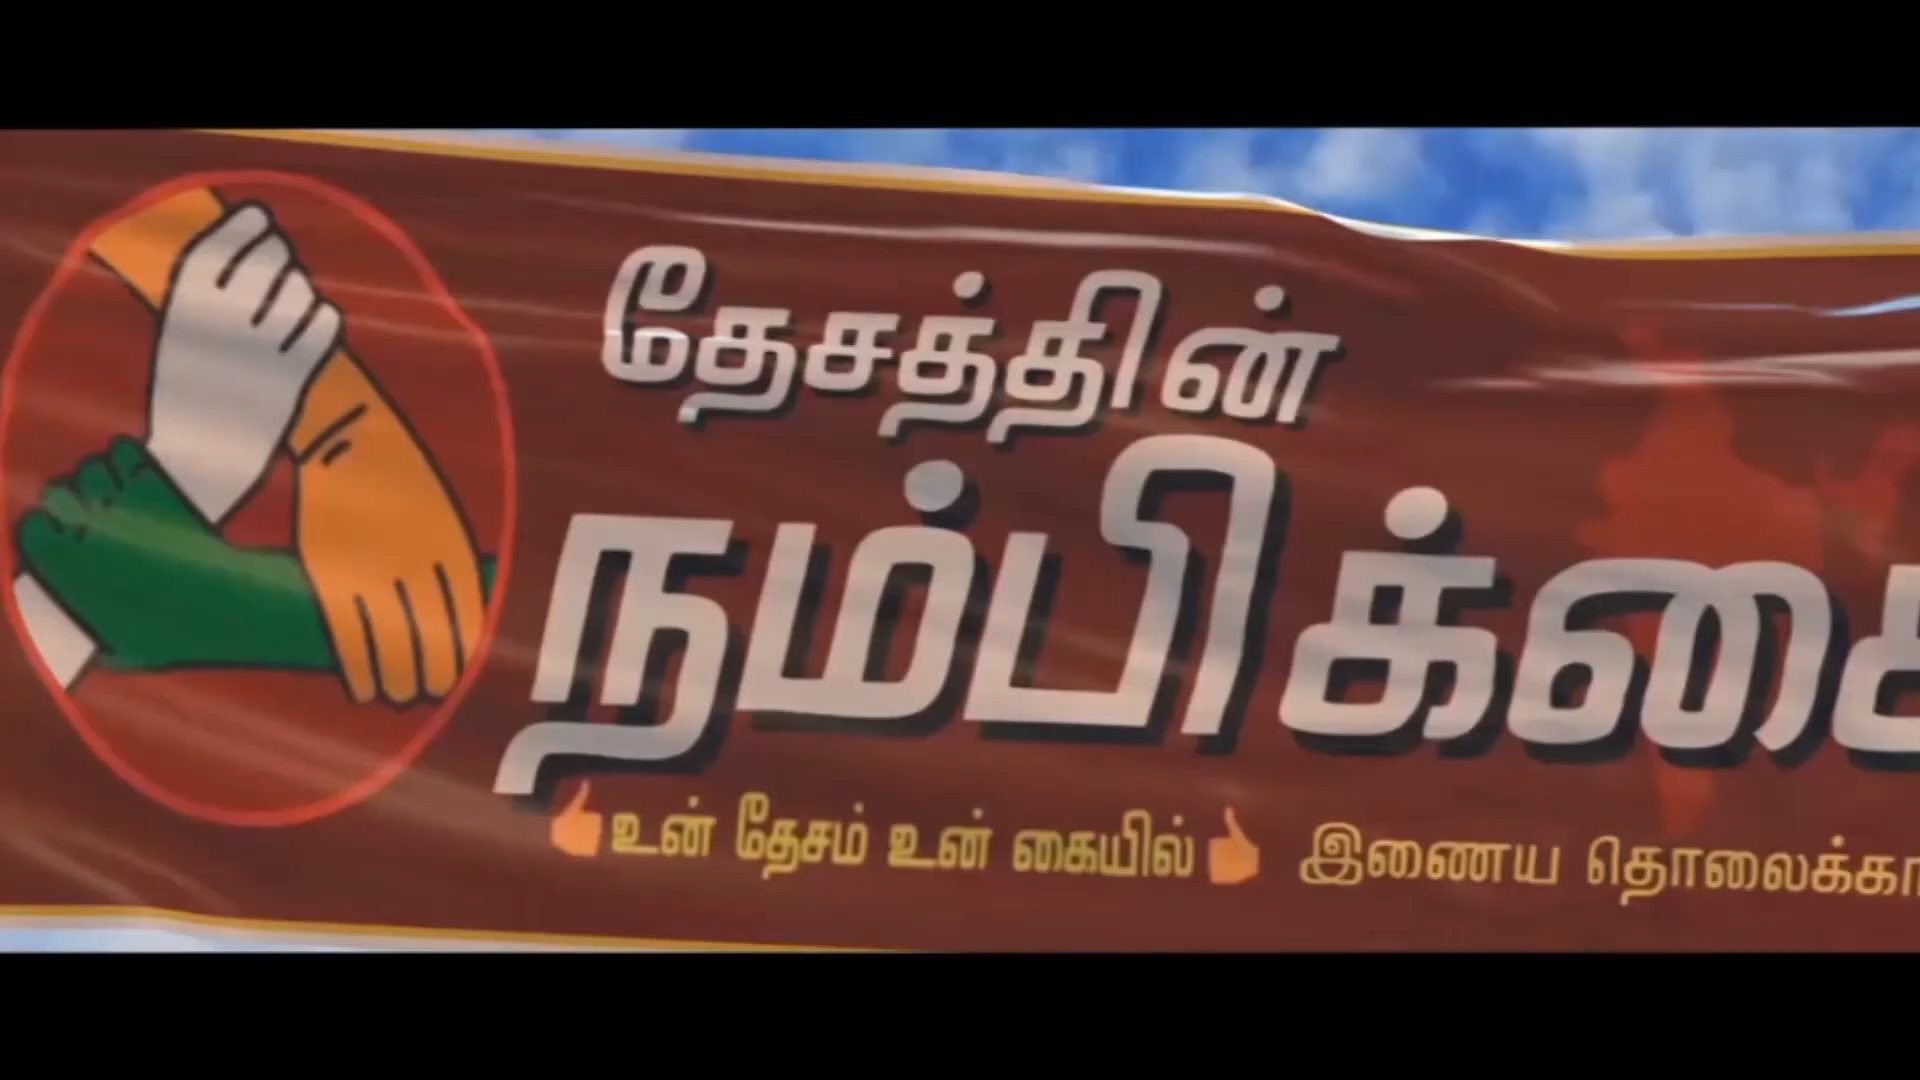 தேசத்தின்
நம்பிக்கை
உன் தேசம் உன் கையில் இணைய